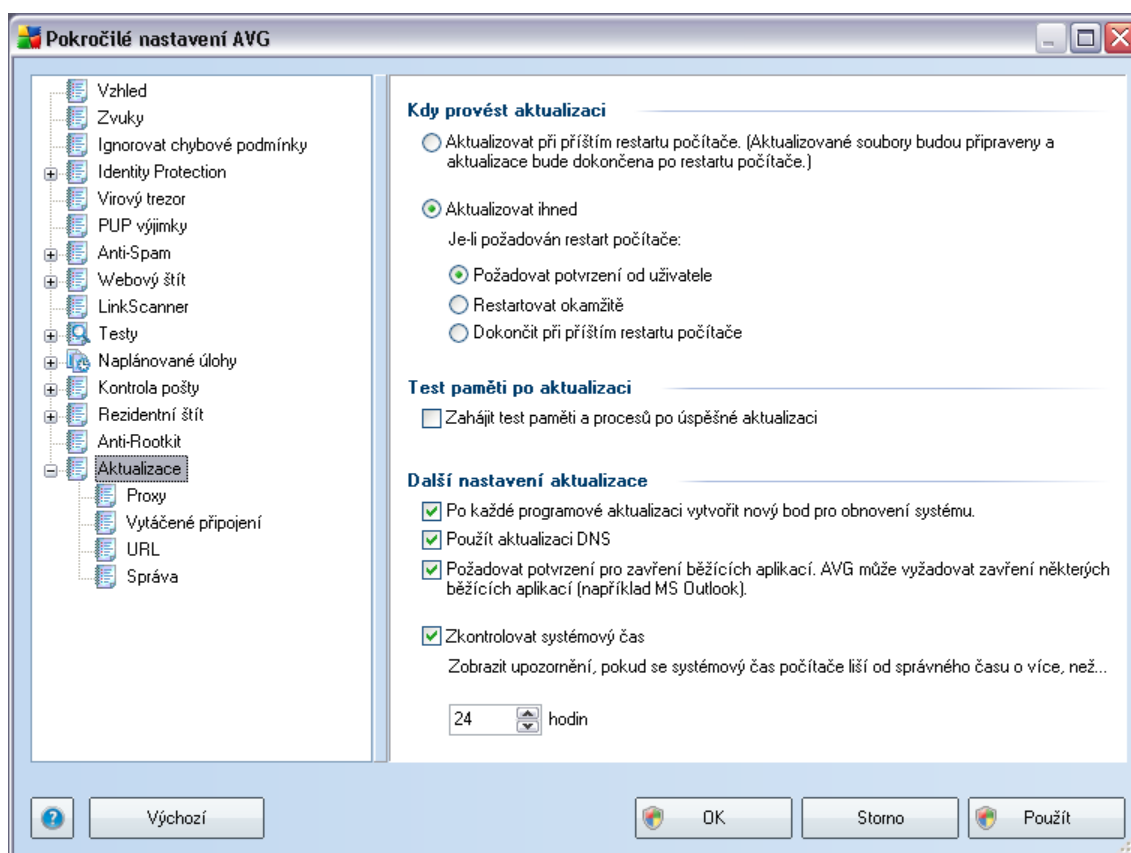 Pokročilé nastavení AVG
Vzhled
Zvuky
Ignorovat chybové podmínky
Identity Protection
Virový trezor
PUP výjimky
Anti-Spam
Webový štít
LinkScanner
Testy
Naplánované úlohy
Kontrola pošty
Rezidentní štít
Anti-Rootkit
Aktualizace
Proxy
Vytáčené připojení
URL
Správa
Kdy provést aktualizaci
Aktualizovat při příštím restartu počítače. (Aktualizované soubory budou připraveny a
aktualizace bude dokončena po restartu počítače.)
Aktualizovat ihned
Je-li požadován restart počítače:
Požadovat potvrzení od uživatele
Restartovat okamžitě
Dokončit při příštím restartu počítače
Test paměti po aktualizaci
Zahájit test paměti a procesů po úspěšné aktualizaci
Další nastavení aktualizace
Po každé programové aktualizaci vytvořit nový bod pro obnovení systému.
Použít aktualizaci DNS
Požadovat potvrzení pro zavření běžících aplikací. AVG může vyžadovat zavření některých
běžících aplikací (například MS Outlook).
Zkontrolovat systémový čas
Zobrazit upozornění, pokud se systémový čas počítače liší od správného času o více, než...
24 hodin
Výchozí
OK
Storno
Použít